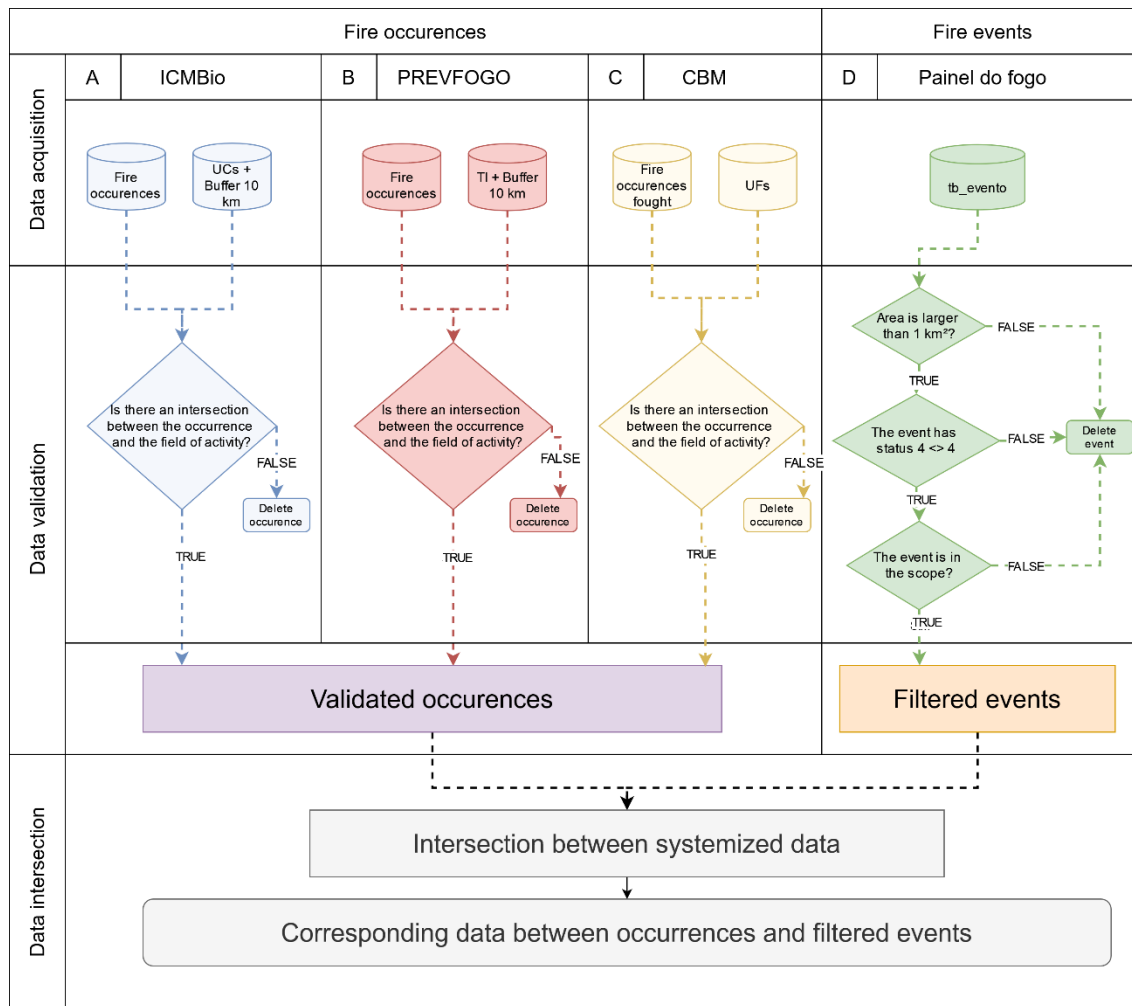 Fire occurences
Fire events
A
ICMBio
B
PREVFOGO
C
CBM
D
Painel do fogo
Data acquisition
Fire
occurences
UCs +
Buffer 10
km
Fire
occurences
TI + Buffer
10 km
Fire
occurences
fought
UFs
tb_evento
Data validation
Is there an intersection
between the occurrence
and the field of activity?
FALSE
Delete
occurence
TRUE
Is there an intersection
between the occurrence
and the field of activity?
FALSE
Delete
occurence
TRUE
Is there an intersection
between the occurrence
and the field of activity?
FALSE
Delete
occurence
TRUE
Area is larger
than 1 km²?
FALSE
TRUE
The event has
status 4 <> 4
FALSE
Delete
event
TRUE
The event is in
the scope?
FALSE
TRUE
Validated occurences
Filtered events
Data intersection
Intersection between systemized data
Corresponding data between occurrences and filtered events